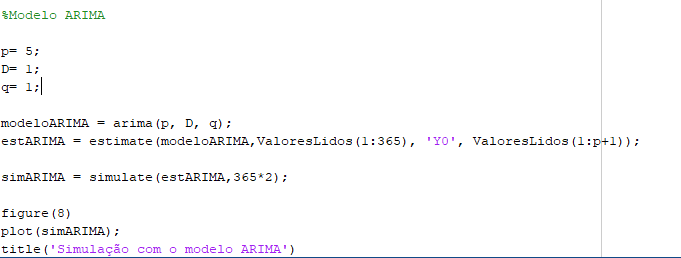 %Modelo ARIMA
p= 5;
D= 1;
q= 1;
modeloARIMA = arima(p, D, q);
estARIMA = estimate(modeloARIMA,ValoresLidos(1:365), 'Y0', ValoresLidos(1:p+1));
simARIMA = simulate(estARIMA,365*2);
figure(8)
plot(simARIMA);
title('Simulação com o modelo ARIMA')